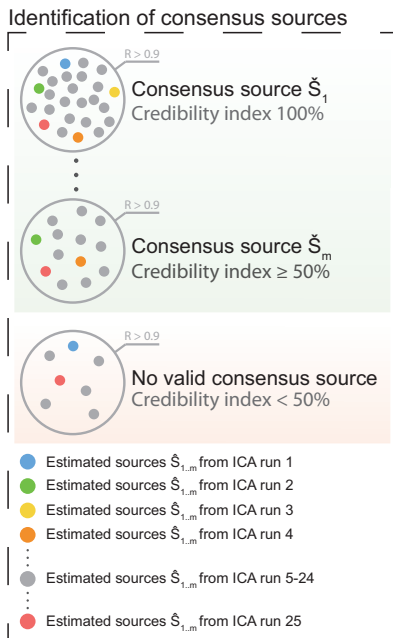 Identification of consensus sources
R > 0.9
Consensus source Š₁
Credibility index 100%
R > 0.9
Consensus source Šₘ
Credibility index ≥ 50%
R > 0.9
No valid consensus source
Credibility index < 50%
Estimated sources Ŝ₁..ₘ from ICA run 1
Estimated sources Ŝ₁..ₘ from ICA run 2
Estimated sources Ŝ₁..ₘ from ICA run 3
Estimated sources Ŝ₁..ₘ from ICA run 4
Estimated sources Ŝ₁..ₘ from ICA run 5-24
Estimated sources Ŝ₁..ₘ from ICA run 25